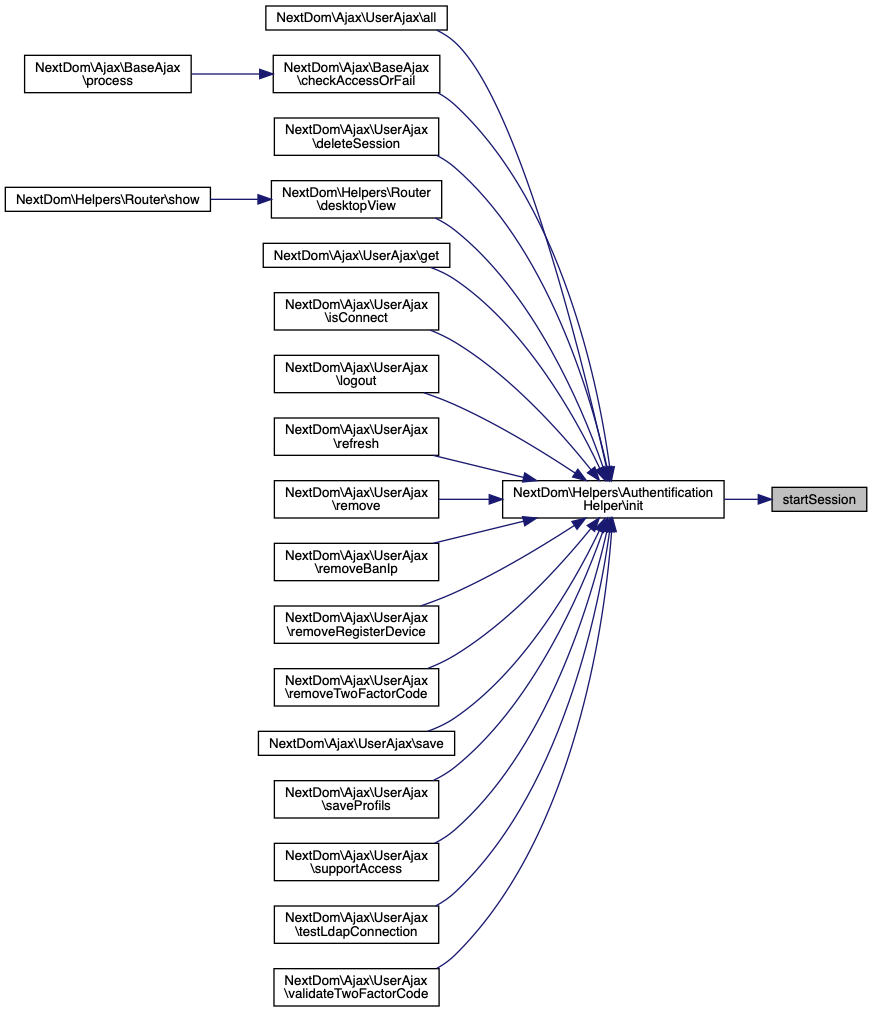 NextDom\Ajax\UserAjax\all
NextDom\Ajax\BaseAjax
\process
NextDom\Ajax\BaseAjax
\checkAccessOrFail
NextDom\Ajax\UserAjax
\deleteSession
NextDom\Helpers\Router\show
NextDom\Helpers\Router
\desktopView
NextDom\Ajax\UserAjax\get
NextDom\Ajax\UserAjax
\isConnect
NextDom\Ajax\UserAjax
\logout
NextDom\Ajax\UserAjax
\refresh
NextDom\Ajax\UserAjax
\remove
NextDom\Helpers\Authentification
Helper\init
startSession
NextDom\Ajax\UserAjax
\removeBanIp
NextDom\Ajax\UserAjax
\removeRegisterDevice
NextDom\Ajax\UserAjax
\removeTwoFactorCode
NextDom\Ajax\UserAjax\save
NextDom\Ajax\UserAjax
\saveProfils
NextDom\Ajax\UserAjax
\supportAccess
NextDom\Ajax\UserAjax
\testLdapConnection
NextDom\Ajax\UserAjax
\validateTwoFactorCode